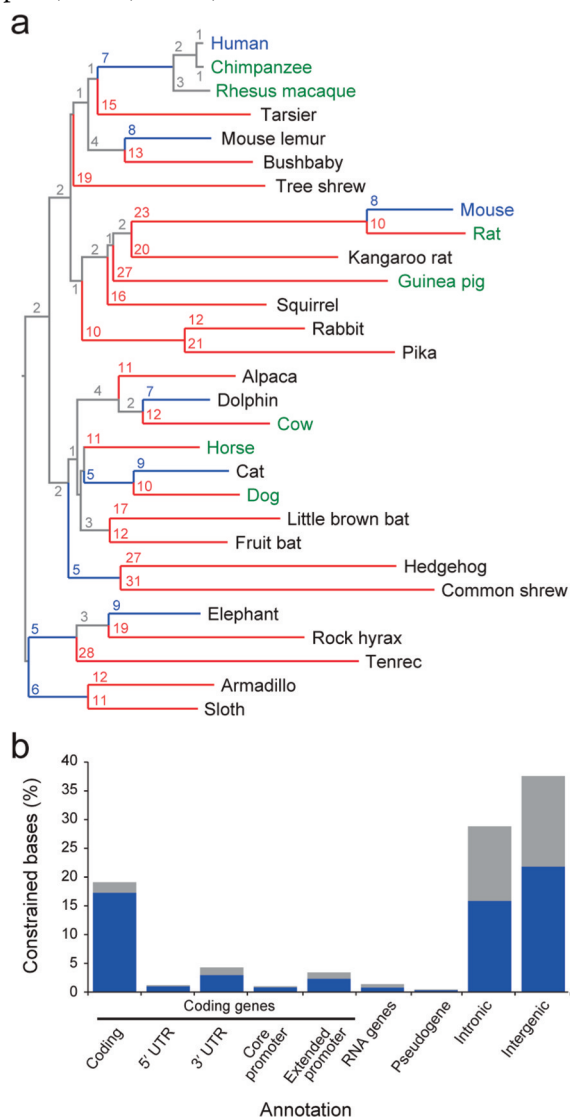 a
1
2
Human
7
1
Chimpanzee
1
3
Rhesus macaque
1
15
Tarsier
8
Mouse lemur
4
13
Bushbaby
2
19
Tree shrew
23
8
Mouse
2
10
Rat
1
2
20
Kangaroo rat
27
Guinea pig
1
16
Squirrel
2
12
Rabbit
10
21
Pika
11
Alpaca
4
7
Dolphin
2
12
Cow
11
Horse
1
9
Cat
5
10
Dog
2
17
Little brown bat
3
12
Fruit bat
27
Hedgehog
5
31
Common shrew
9
Elephant
3
5
19
Rock hyrax
28
Tenrec
12
Armadillo
6
11
Sloth
b
Constrained bases (%)
40
35
30
25
20
15
10
5
0
Coding genes
Coding
5′ UTR
3′ UTR
Core
promoter
Extended
promoter
RNA genes
Pseudogene
Intronic
Intergenic
Annotation